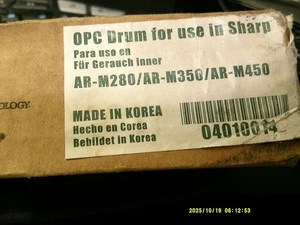 OPC Drum for use in Sharp
Para uso en
Für Gerauch inner
AR-M280/AR-M350/AR-M450
OLOGY
MADE IN KOREA
Hecho en Corea
Bebildet in Korea
04010014
2025/10/19 06:12:53